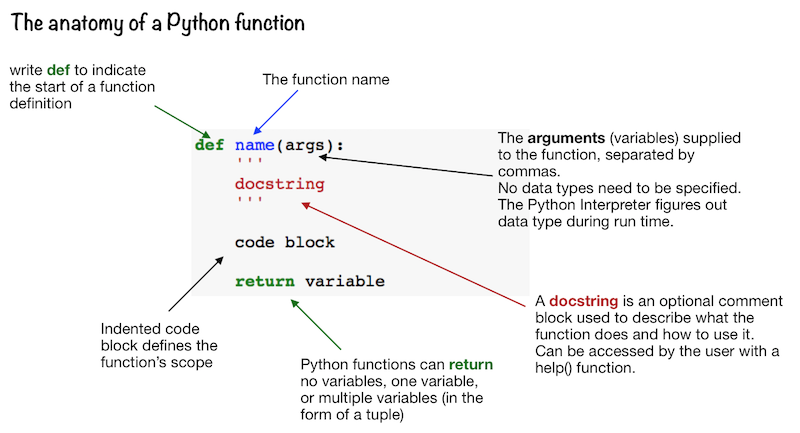 The anatomy of a Python function
write def to indicate
the start of a function
definition
The function name
def name(args):
'''
docstring
'''
code block
return variable
The arguments (variables) supplied
to the function, separated by
commas.
No data types need to be specified.
The Python Interpreter figures out
data type during run time.
A docstring is an optional comment
block used to describe what the
function does and how to use it.
Can be accessed by the user with a
help() function.
Indented code
block defines the
function's scope
Python functions can return
no variables, one variable,
or multiple variables (in the
form of a tuple)